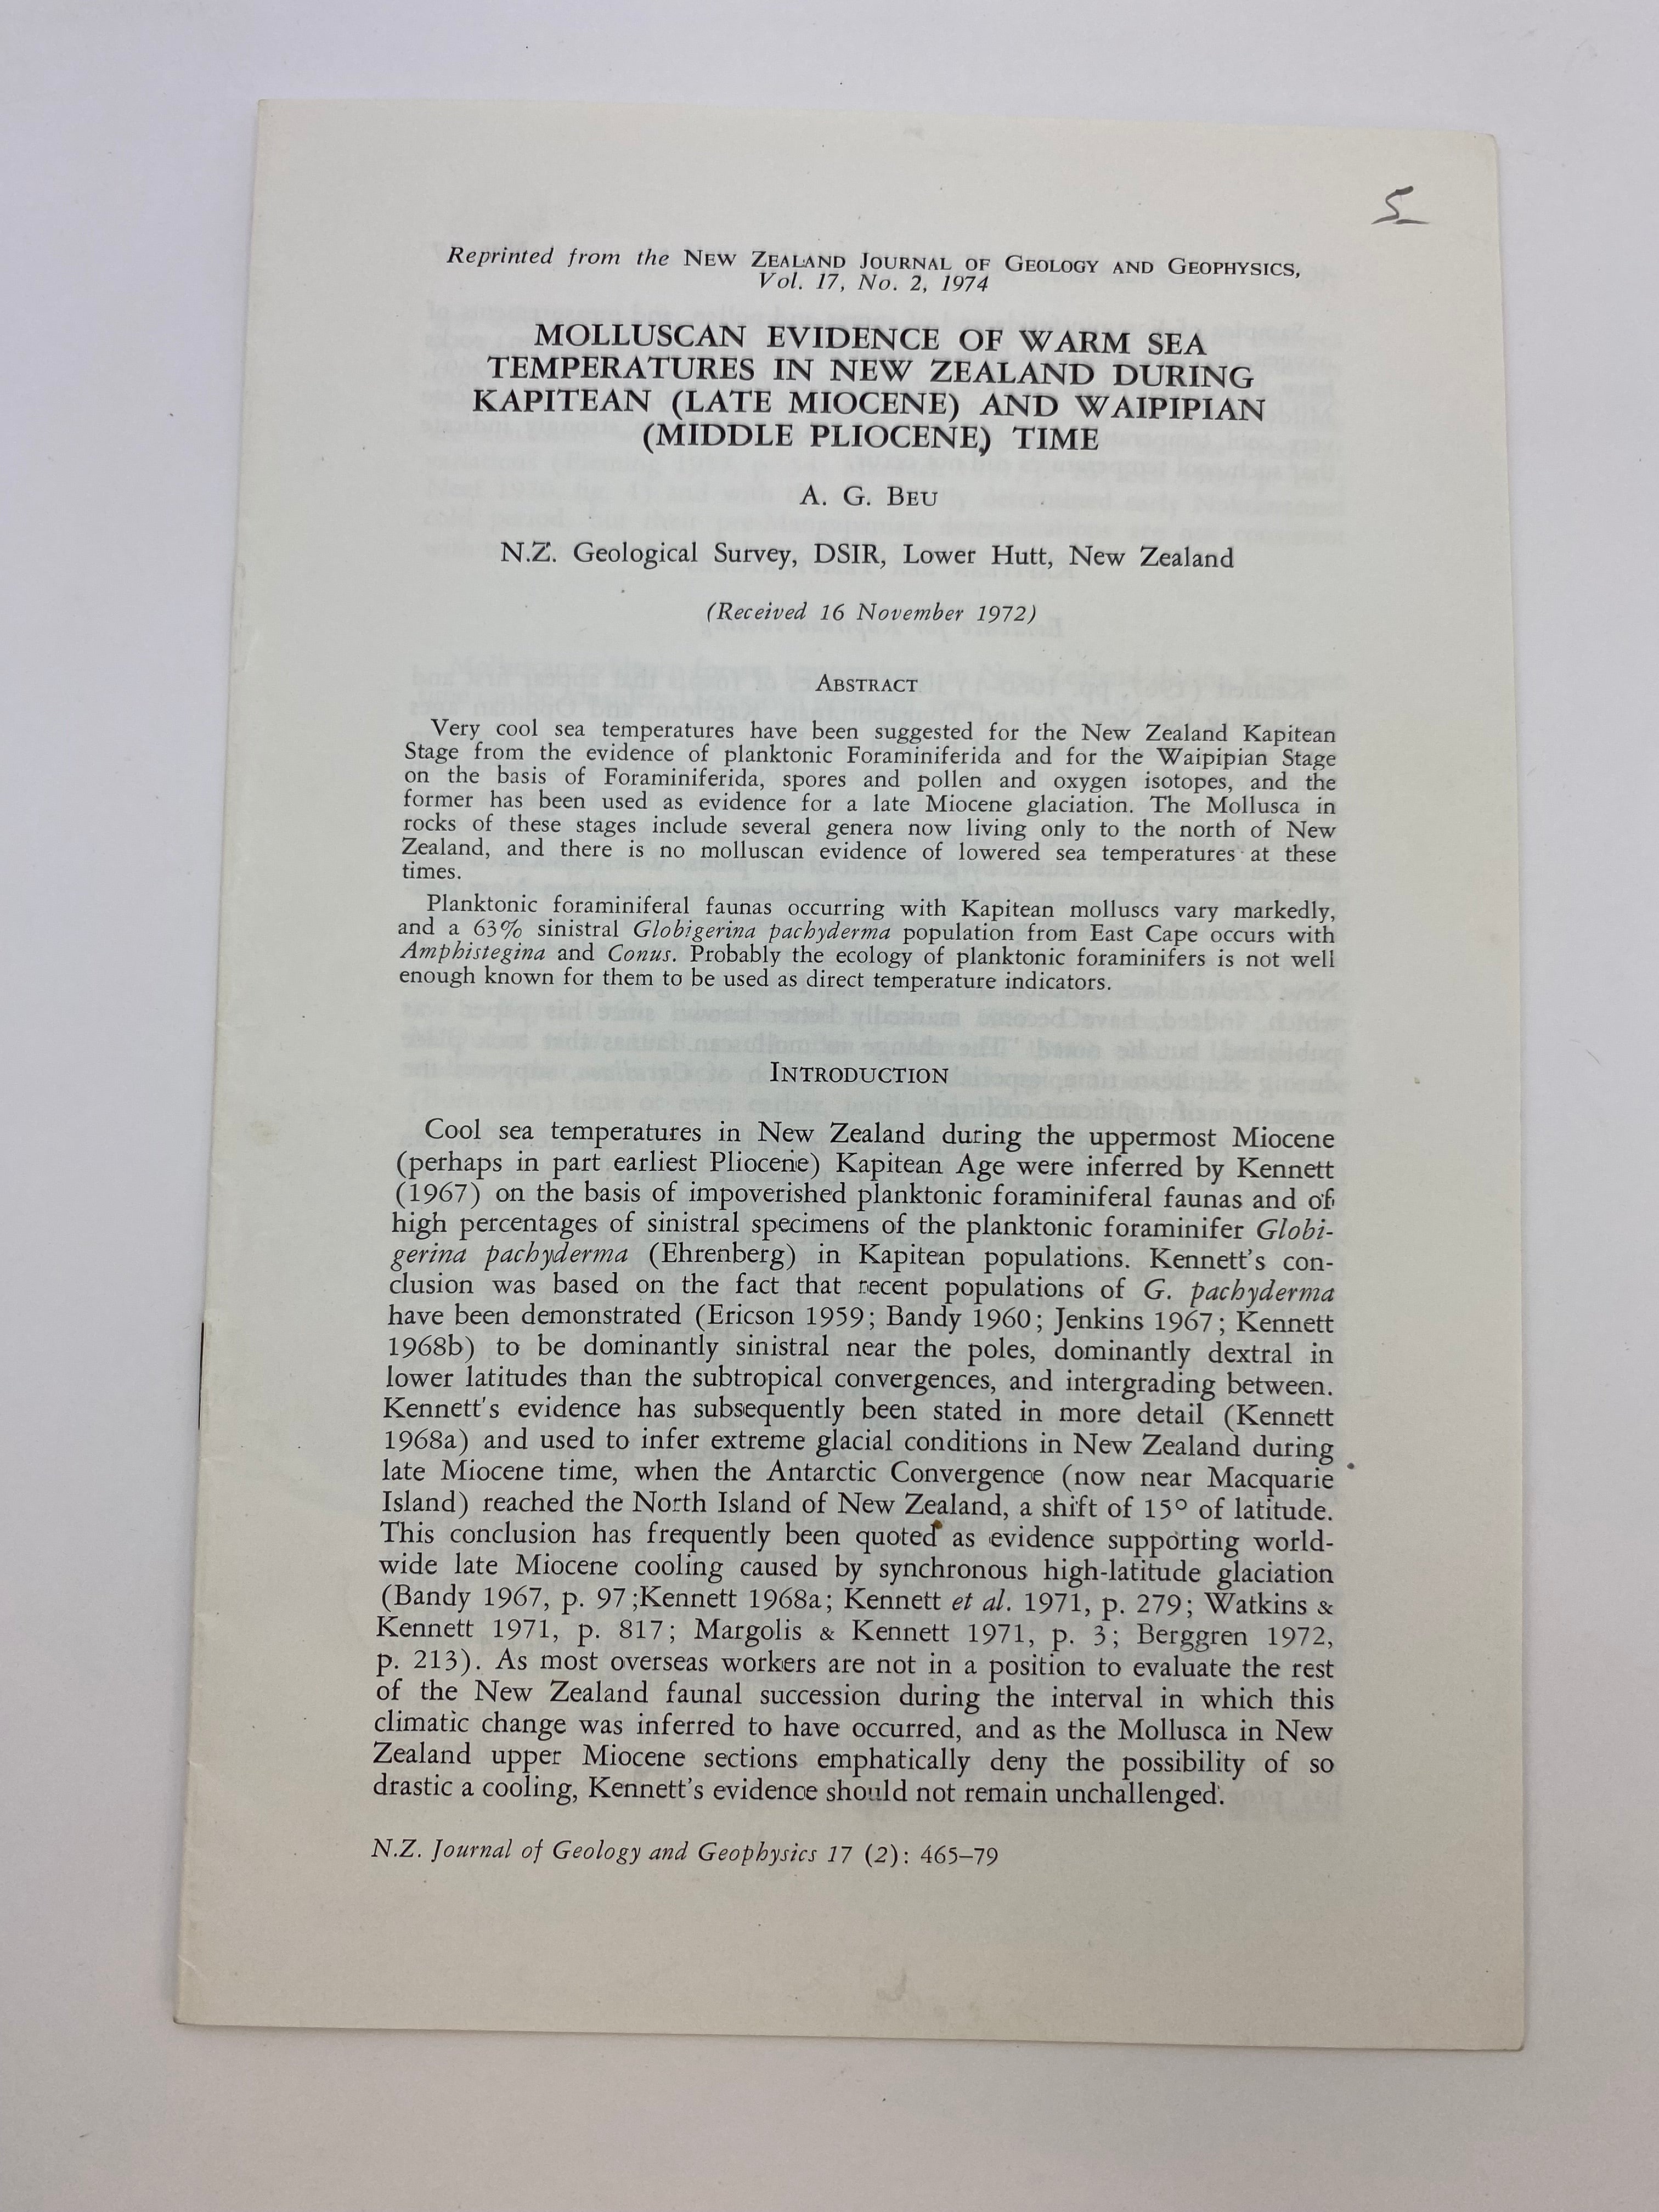 5
Reprinted from the NEW ZEALAND JOURNAL OF GEOLOGY AND GEOPHYSICS,
Vol. 17, No. 2, 1974
MOLLUSCAN EVIDENCE OF WARM SEA
TEMPERATURES IN NEW ZEALAND DURING
KAPITEAN (LATE MIOCENE) AND WAIPIPIAN
(MIDDLE PLIOCENE) TIME
A. G. BEU
N.Z. Geological Survey, DSIR, Lower Hutt, New Zealand
(Received 16 November 1972)
ABSTRACT
Very cool sea temperatures have been suggested for the New Zealand Kapitean
Stage from the evidence of planktonic Foraminiferida and for the Waipipian Stage
on the basis of Foraminiferida, spores and pollen and oxygen isotopes, and the
former has been used as evidence for a late Miocene glaciation. The Mollusca in
rocks of these stages include several genera now living only to the north of New
Zealand, and there is no molluscan evidence of lowered sea temperatures at these
times.
Planktonic foraminiferal faunas occurring with Kapitean molluscs vary markedly,
and a 63% sinistral Globigerina pachyderma population from East Cape occurs with
Amphistegina and Conus. Probably the ecology of planktonic foraminifers is not well
enough known for them to be used as direct temperature indicators.
INTRODUCTION
Cool sea temperatures in New Zealand during the uppermost Miocene
(perhaps in part earliest Pliocene) Kapitean Age were inferred by Kennett
(1967) on the basis of impoverished planktonic foraminiferal faunas and of
high percentages of sinistral specimens of the planktonic foraminifer Globi-
gerina pachyderma (Ehrenberg) in Kapitean populations. Kennett's con-
clusion was based on the fact that recent populations of G. pachyderma
have been demonstrated (Ericson 1959; Bandy 1960; Jenkins 1967; Kennett
1968b) to be dominantly sinistral near the poles, dominantly dextral in
lower latitudes than the subtropical convergences, and intergrading between.
Kennett's evidence has subsequently been stated in more detail (Kennett
1968a) and used to infer extreme glacial conditions in New Zealand during
late Miocene time, when the Antarctic Convergence (now near Macquarie
Island) reached the North Island of New Zealand, a shift of 15° of latitude.
This conclusion has frequently been quoted as evidence supporting world-
wide late Miocene cooling caused by synchronous high-latitude glaciation
(Bandy 1967, p. 97 ;Kennett 1968a; Kennett et al. 1971, p. 279; Watkins &
Kennett 1971, p. 817; Margolis & Kennett 1971, p. 3; Berggren 1972,
p. 213). As most overseas workers are not in a position to evaluate the rest
of the New Zealand faunal succession during the interval in which this
climatic change was inferred to have occurred, and as the Mollusca in New
Zealand upper Miocene sections emphatically deny the possibility of so
drastic a cooling, Kennett's evidence should not remain unchallenged.
N.Z. Journal of Geology and Geophysics 17 (2): 465–79